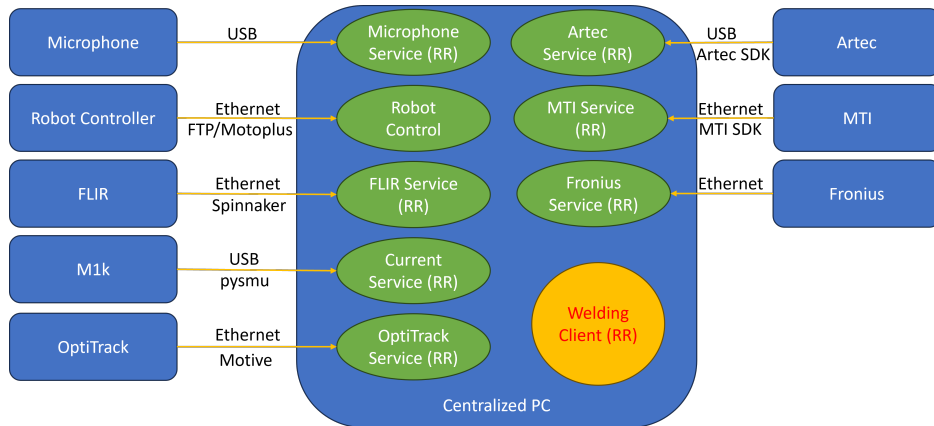 Microphone
USB
Microphone
Service (RR)
Artec
Service (RR)
USB
Artec SDK
Artec
Robot Controller
Ethernet
FTP/Motoplus
Robot
Control
MTI Service
(RR)
Ethernet
MTI SDK
MTI
FLIR
Ethernet
Spinnaker
FLIR Service
(RR)
Fronius
Service (RR)
Ethernet
Fronius
M1k
USB
pysmu
Current
Service (RR)
Welding
Client (RR)
OptiTrack
Ethernet
Motive
OptiTrack
Service (RR)
Centralized PC